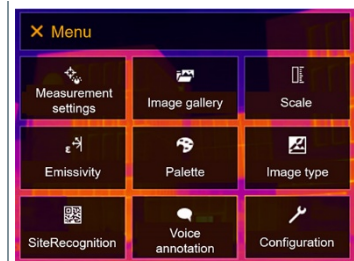 × Menu
Measurement
settings
Image gallery
Scale
ε
Emissivity
Palette
Image type
SiteRecognition
Voice
annotation
Configuration